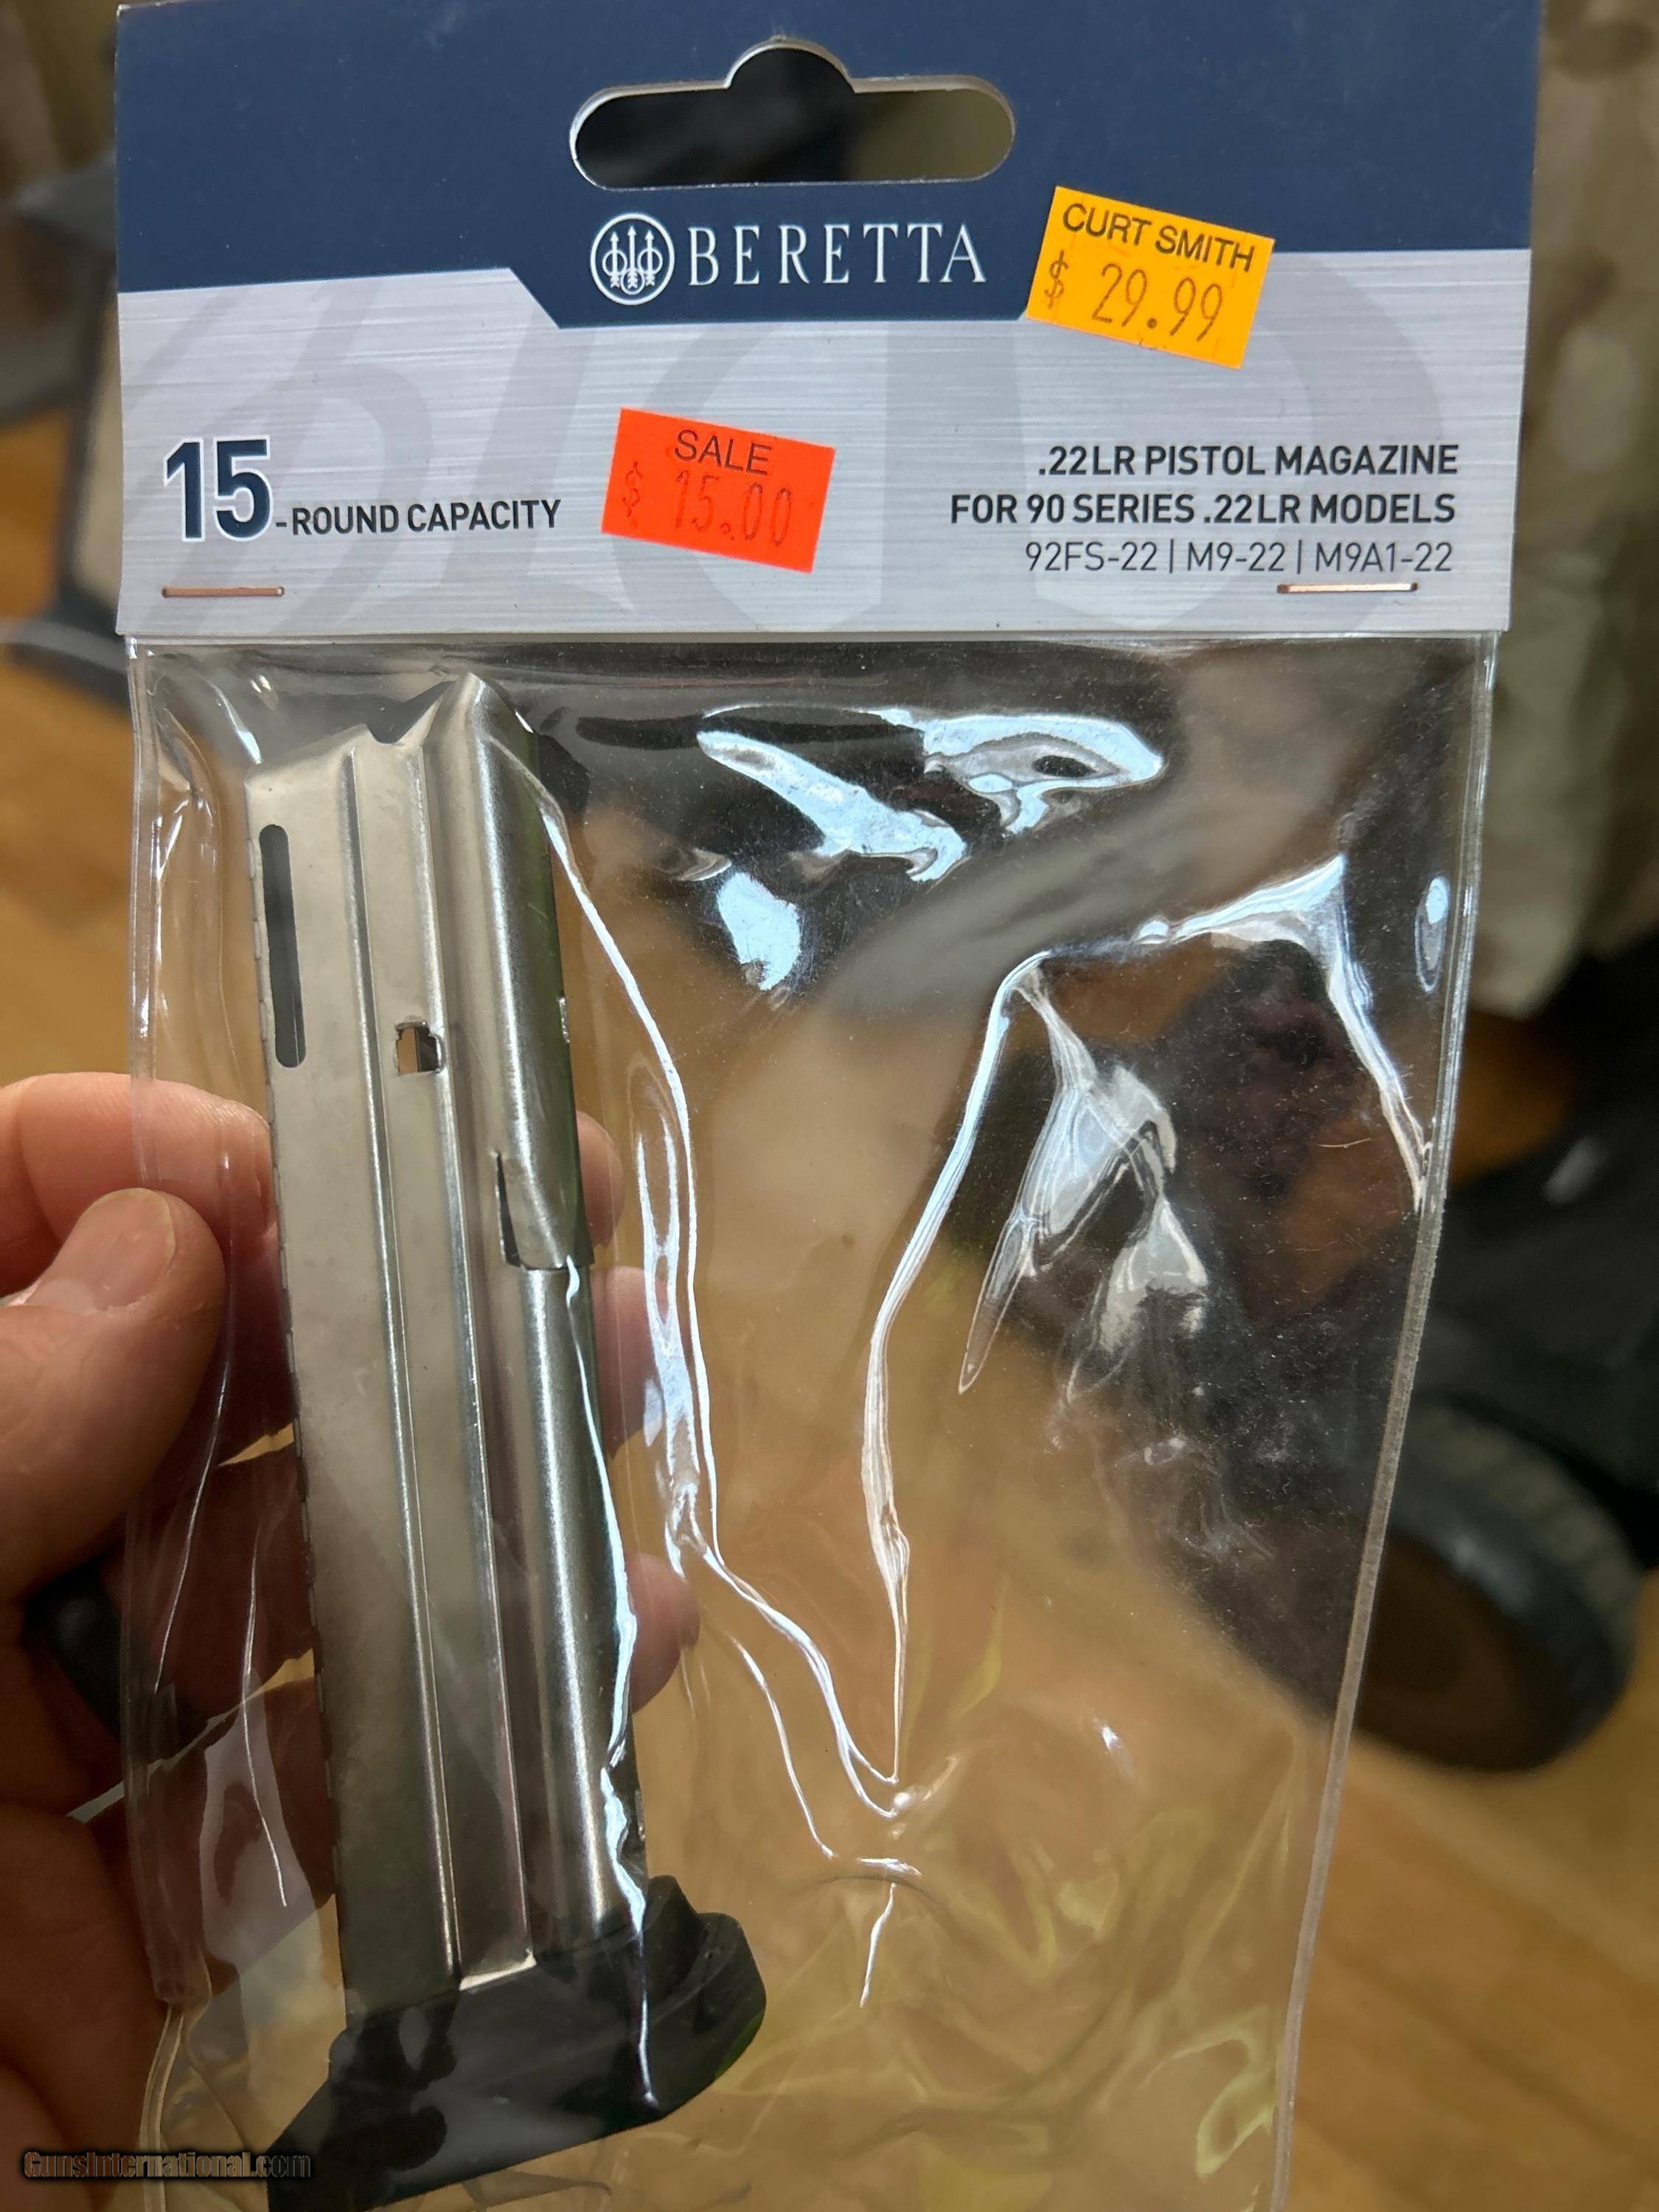 BERETTA
CURT SMITH
$ 29.99
15-ROUND CAPACITY
SALE
$ 15.00
.22LR PISTOL MAGAZINE
FOR 90 SERIES .22LR MODELS
92FS-22 | M9-22 | M9A1-22
GunsInternational.com